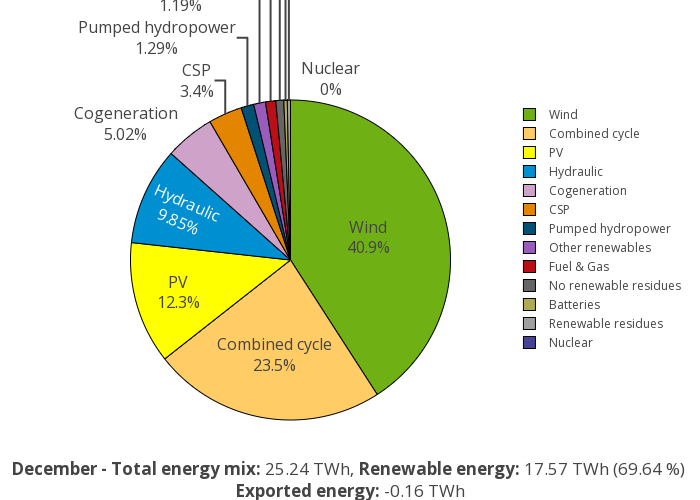 1.19%
Pumped hydropower
1.29%
CSP
3.4%
Nuclear
0%
Cogeneration
5.02%
Hydraulic
9.85%
Wind
40.9%
PV
12.3%
Combined cycle
23.5%
Wind
Combined cycle
PV
Hydraulic
Cogeneration
CSP
Pumped hydropower
Other renewables
Fuel & Gas
No renewable residues
Batteries
Renewable residues
Nuclear
December - Total energy mix: 25.24 TWh, Renewable energy: 17.57 TWh (69.64 %)
Exported energy: -0.16 TWh